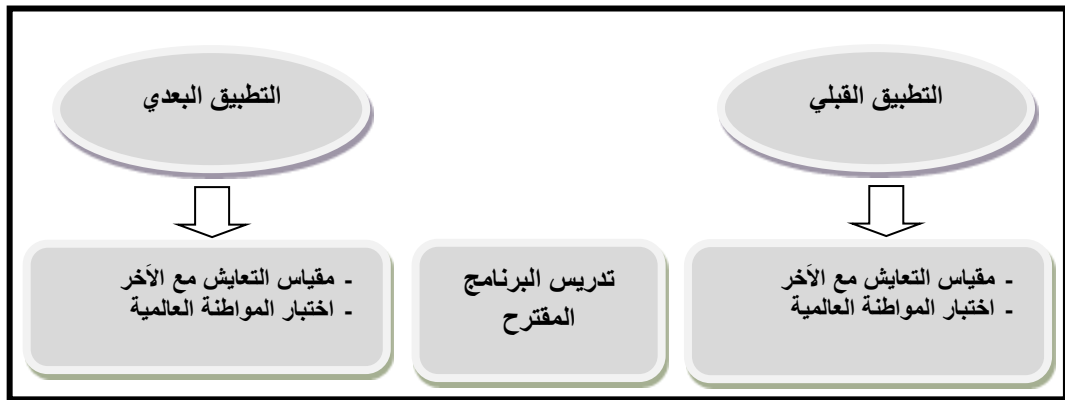 التطبيق القبلي
التطبيق البعدي
- مقياس التعايش مع الآخر
- اختبار المواطنة العالمية
تدريس البرنامج
المقترح
- مقياس التعايش مع الآخر
- اختبار المواطنة العالمية